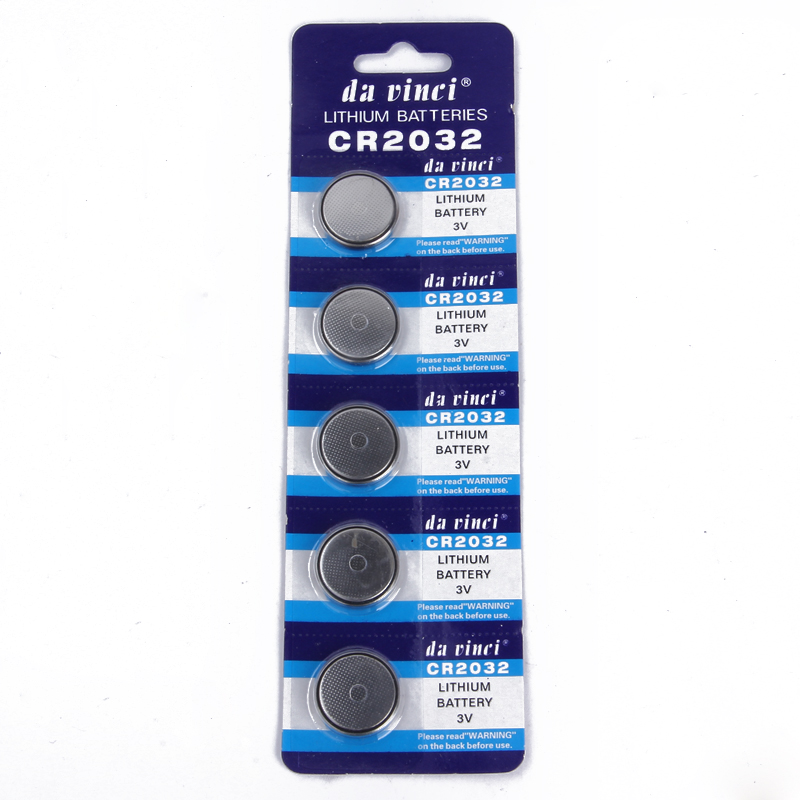 da vinci®
LITHIUM BATTERIES
CR2032
da vinci®
CR2032
LITHIUM
BATTERY
3V
Please read"WARNING"
on the back before use.
da vinci®
CR2032
LITHIUM
BATTERY
3V
Please read"WARNING"
on the back before use.
da vinci®
CR2032
LITHIUM
BATTERY
3V
Please read"WARNING"
on the back before use.
da vinci®
CR2032
LITHIUM
BATTERY
3V
Please read"WARNING"
on the back before use.
da vinci®
CR2032
LITHIUM
BATTERY
3V
Please read"WARNING"
on the back before use.